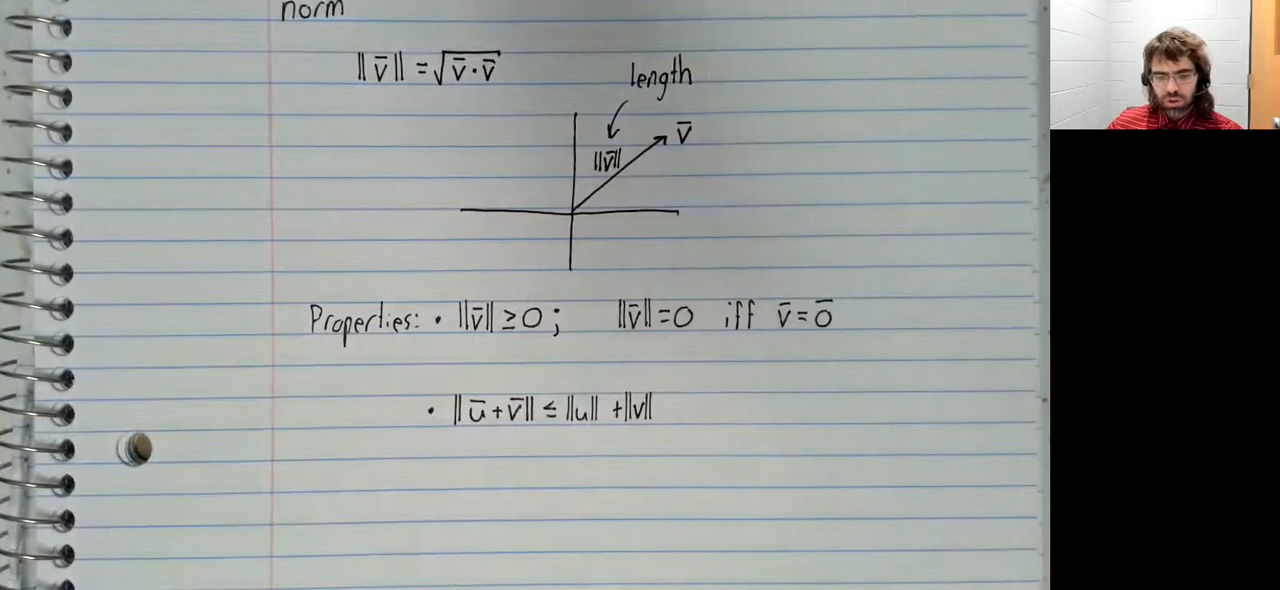 norm
‖v̄‖ = √v̄·v̄
length
v̄
‖v̄‖
Properties: • ‖v̄‖ ≥ 0 ; ‖v̄‖ = 0 iff v̄ = 0̄
• ‖ū + v̄‖ ≤ ‖u‖ + ‖v‖